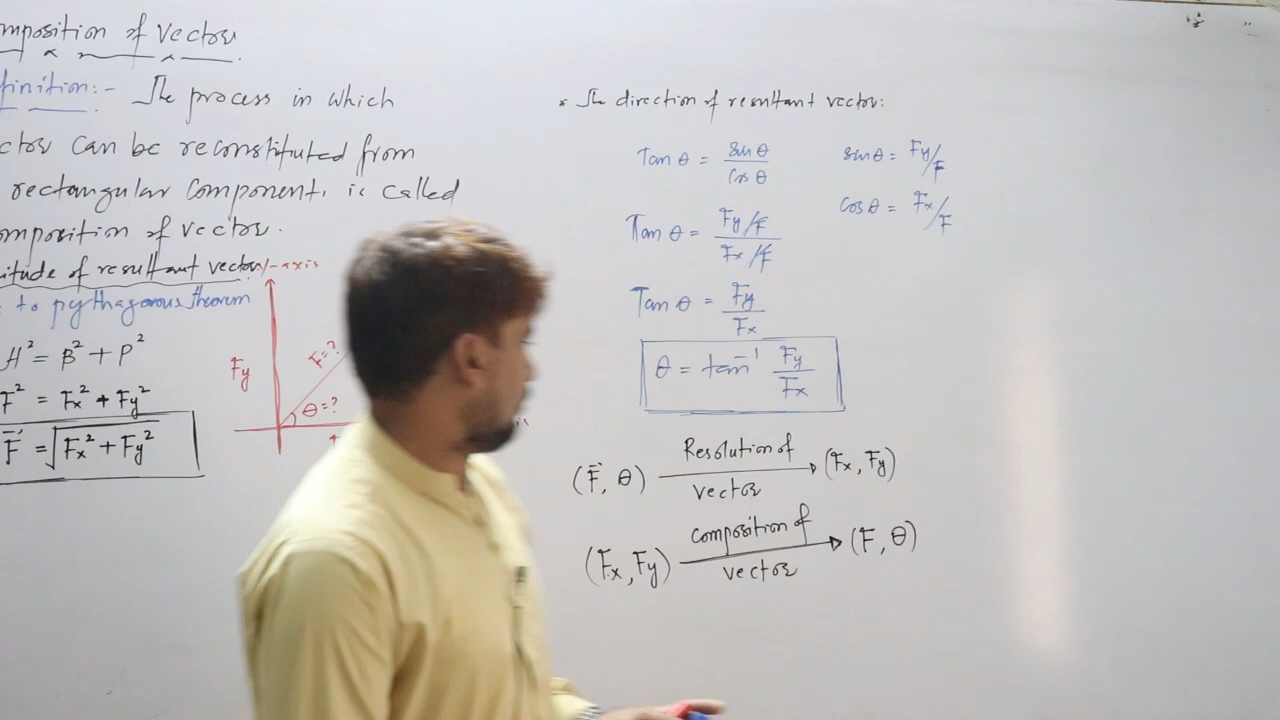 mposition of vector
finition:- The process in which
ctor can be reconstituted from
rectangular component, is called
omposition of vector.
itude of resultant vector
to pythagorous theorem
H² = B² + P²
F² = Fx² + Fy²
F⃗ = √Fx² + Fy²
y-axis
Fy
F=?
θ=?
* The direction of resultant vector:
Tan θ = sin θ / cos θ
sin θ = Fy/F
cos θ = Fx/F
Tan θ = Fy/F / Fx/F
Tan θ = Fy / Fx
θ = tan⁻¹ Fy / Fx
(F⃗, θ) Resolution of vector → (Fx, Fy)
(Fx, Fy) composition of vector → (F, θ)